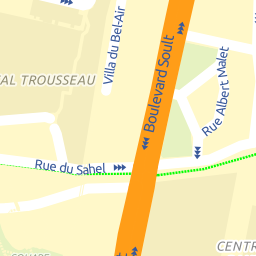 Villa du Bel-Air
AL TROUSSEAU
Boulevard Soult
Rue Albert Malet
Rue du Sahel
CENTR